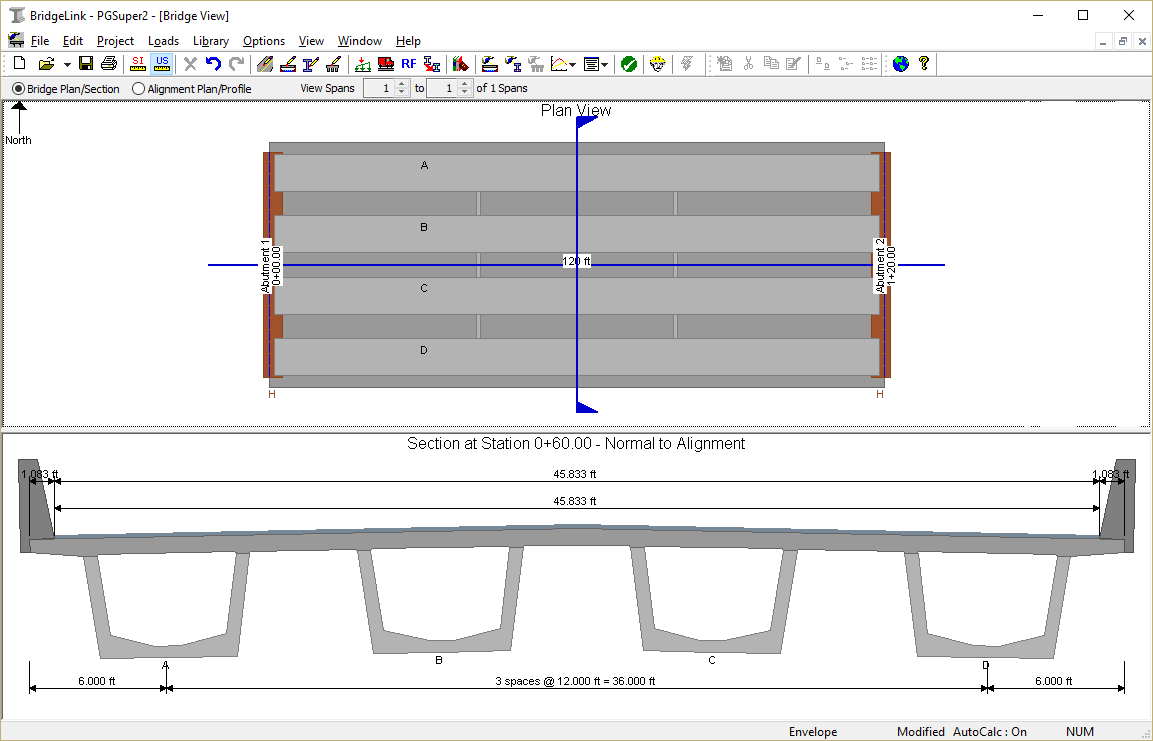 BridgeLink - PGSuper2 - [Bridge View]
File Edit Project Loads Library Options View Window Help
SI US RF
Bridge Plan/Section Alignment Plan/Profile View Spans 1 to 1 of 1 Spans
Plan View
North
A
B
120 ft
Abutment 1
0+00.00
Abutment 2
1+20.00
C
D
H H
Section at Station 0+60.00 - Normal to Alignment
1.083 ft 45.833 ft 1.083 ft
45.833 ft
A B C D
6.000 ft 3 spaces @ 12.000 ft = 36.000 ft 6.000 ft
Envelope Modified AutoCalc : On NUM